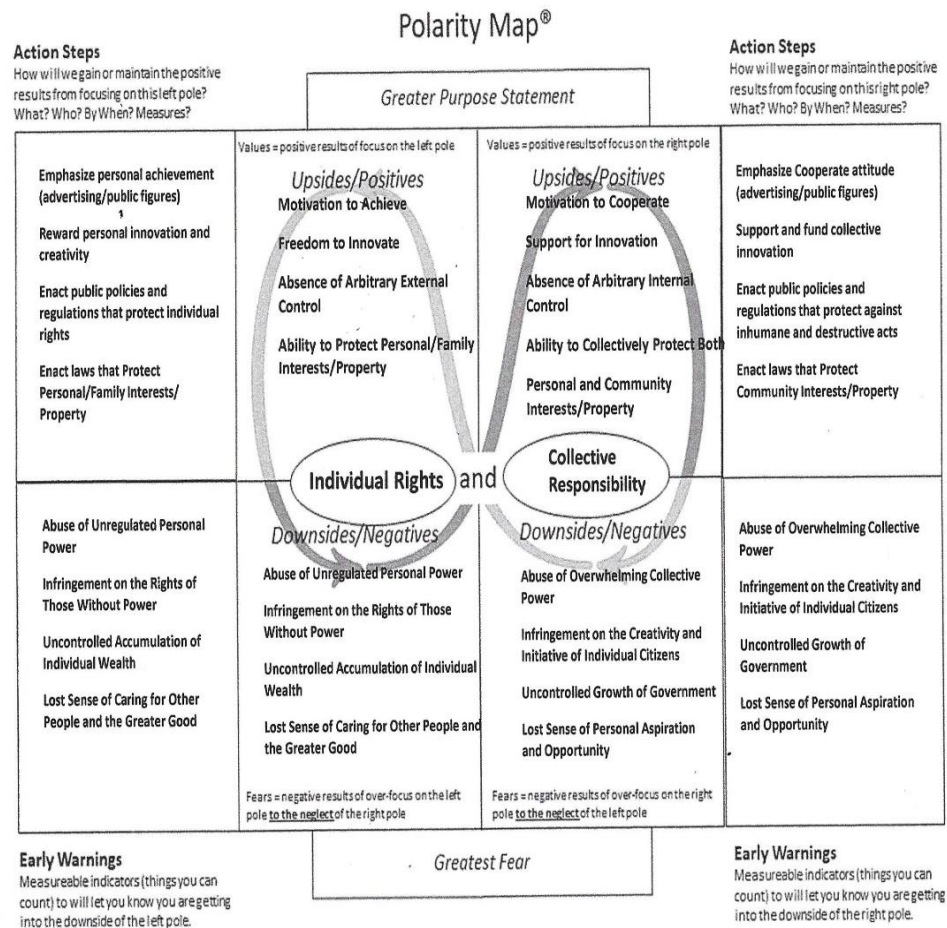 Polarity Map®
Action Steps
How will we gain or maintain the positive
results from focusing on this left pole?
What? Who? By When? Measures?
Greater Purpose Statement
Action Steps
How will we gain or maintain the positive
results from focusing on this right pole?
What? Who? By When? Measures?
Emphasize personal achievement
(advertising/public figures)
Reward personal innovation and
creativity
Enact public policies and
regulations that protect individual
rights
Enact laws that Protect
Personal/Family Interests/
Property
Values = positive results of focus on the left pole
Upsides/Positives
Motivation to Achieve
Freedom to Innovate
Absence of Arbitrary External
Control
Ability to Protect Personal/Family
Interests/Property
Values = positive results of focus on the right pole
Upsides/Positives
Motivation to Cooperate
Support for Innovation
Absence of Arbitrary Internal
Control
Ability to Collectively Protect Both
Personal and Community
Interests/Property
Emphasize Cooperate attitude
(advertising/public figures)
Support and fund collective
innovation
Enact public policies and
regulations that protect against
inhumane and destructive acts
Enact laws that Protect
Community Interests/Property
Individual Rights and
Collective
Responsibility
Abuse of Unregulated Personal
Power
Infringement on the Rights of
Those Without Power
Uncontrolled Accumulation of
Individual Wealth
Lost Sense of Caring for Other
People and the Greater Good
Downsides/Negatives
Abuse of Unregulated Personal Power
Infringement on the Rights of Those
Without Power
Uncontrolled Accumulation of Individual
Wealth
Lost Sense of Caring for Other People and
the Greater Good
Fears = negative results of over-focus on the left
pole to the neglect of the right pole
Downsides/Negatives
Abuse of Overwhelming Collective
Power
Infringement on the Creativity and
Initiative of Individual Citizens
Uncontrolled Growth of Government
Lost Sense of Personal Aspiration
and Opportunity
Fears = negative results of over-focus on the right
pole to the neglect of the left pole
Abuse of Overwhelming Collective
Power
Infringement on the Creativity and
Initiative of Individual Citizens
Uncontrolled Growth of
Government
Lost Sense of Personal Aspiration
and Opportunity
Early Warnings
Measureable indicators (things you can
count) to will let you know you are getting
into the downside of the left pole.
Greatest Fear
Early Warnings
Measureable indicators (things you can
count) to will let you know you are getting
into the downside of the right pole.